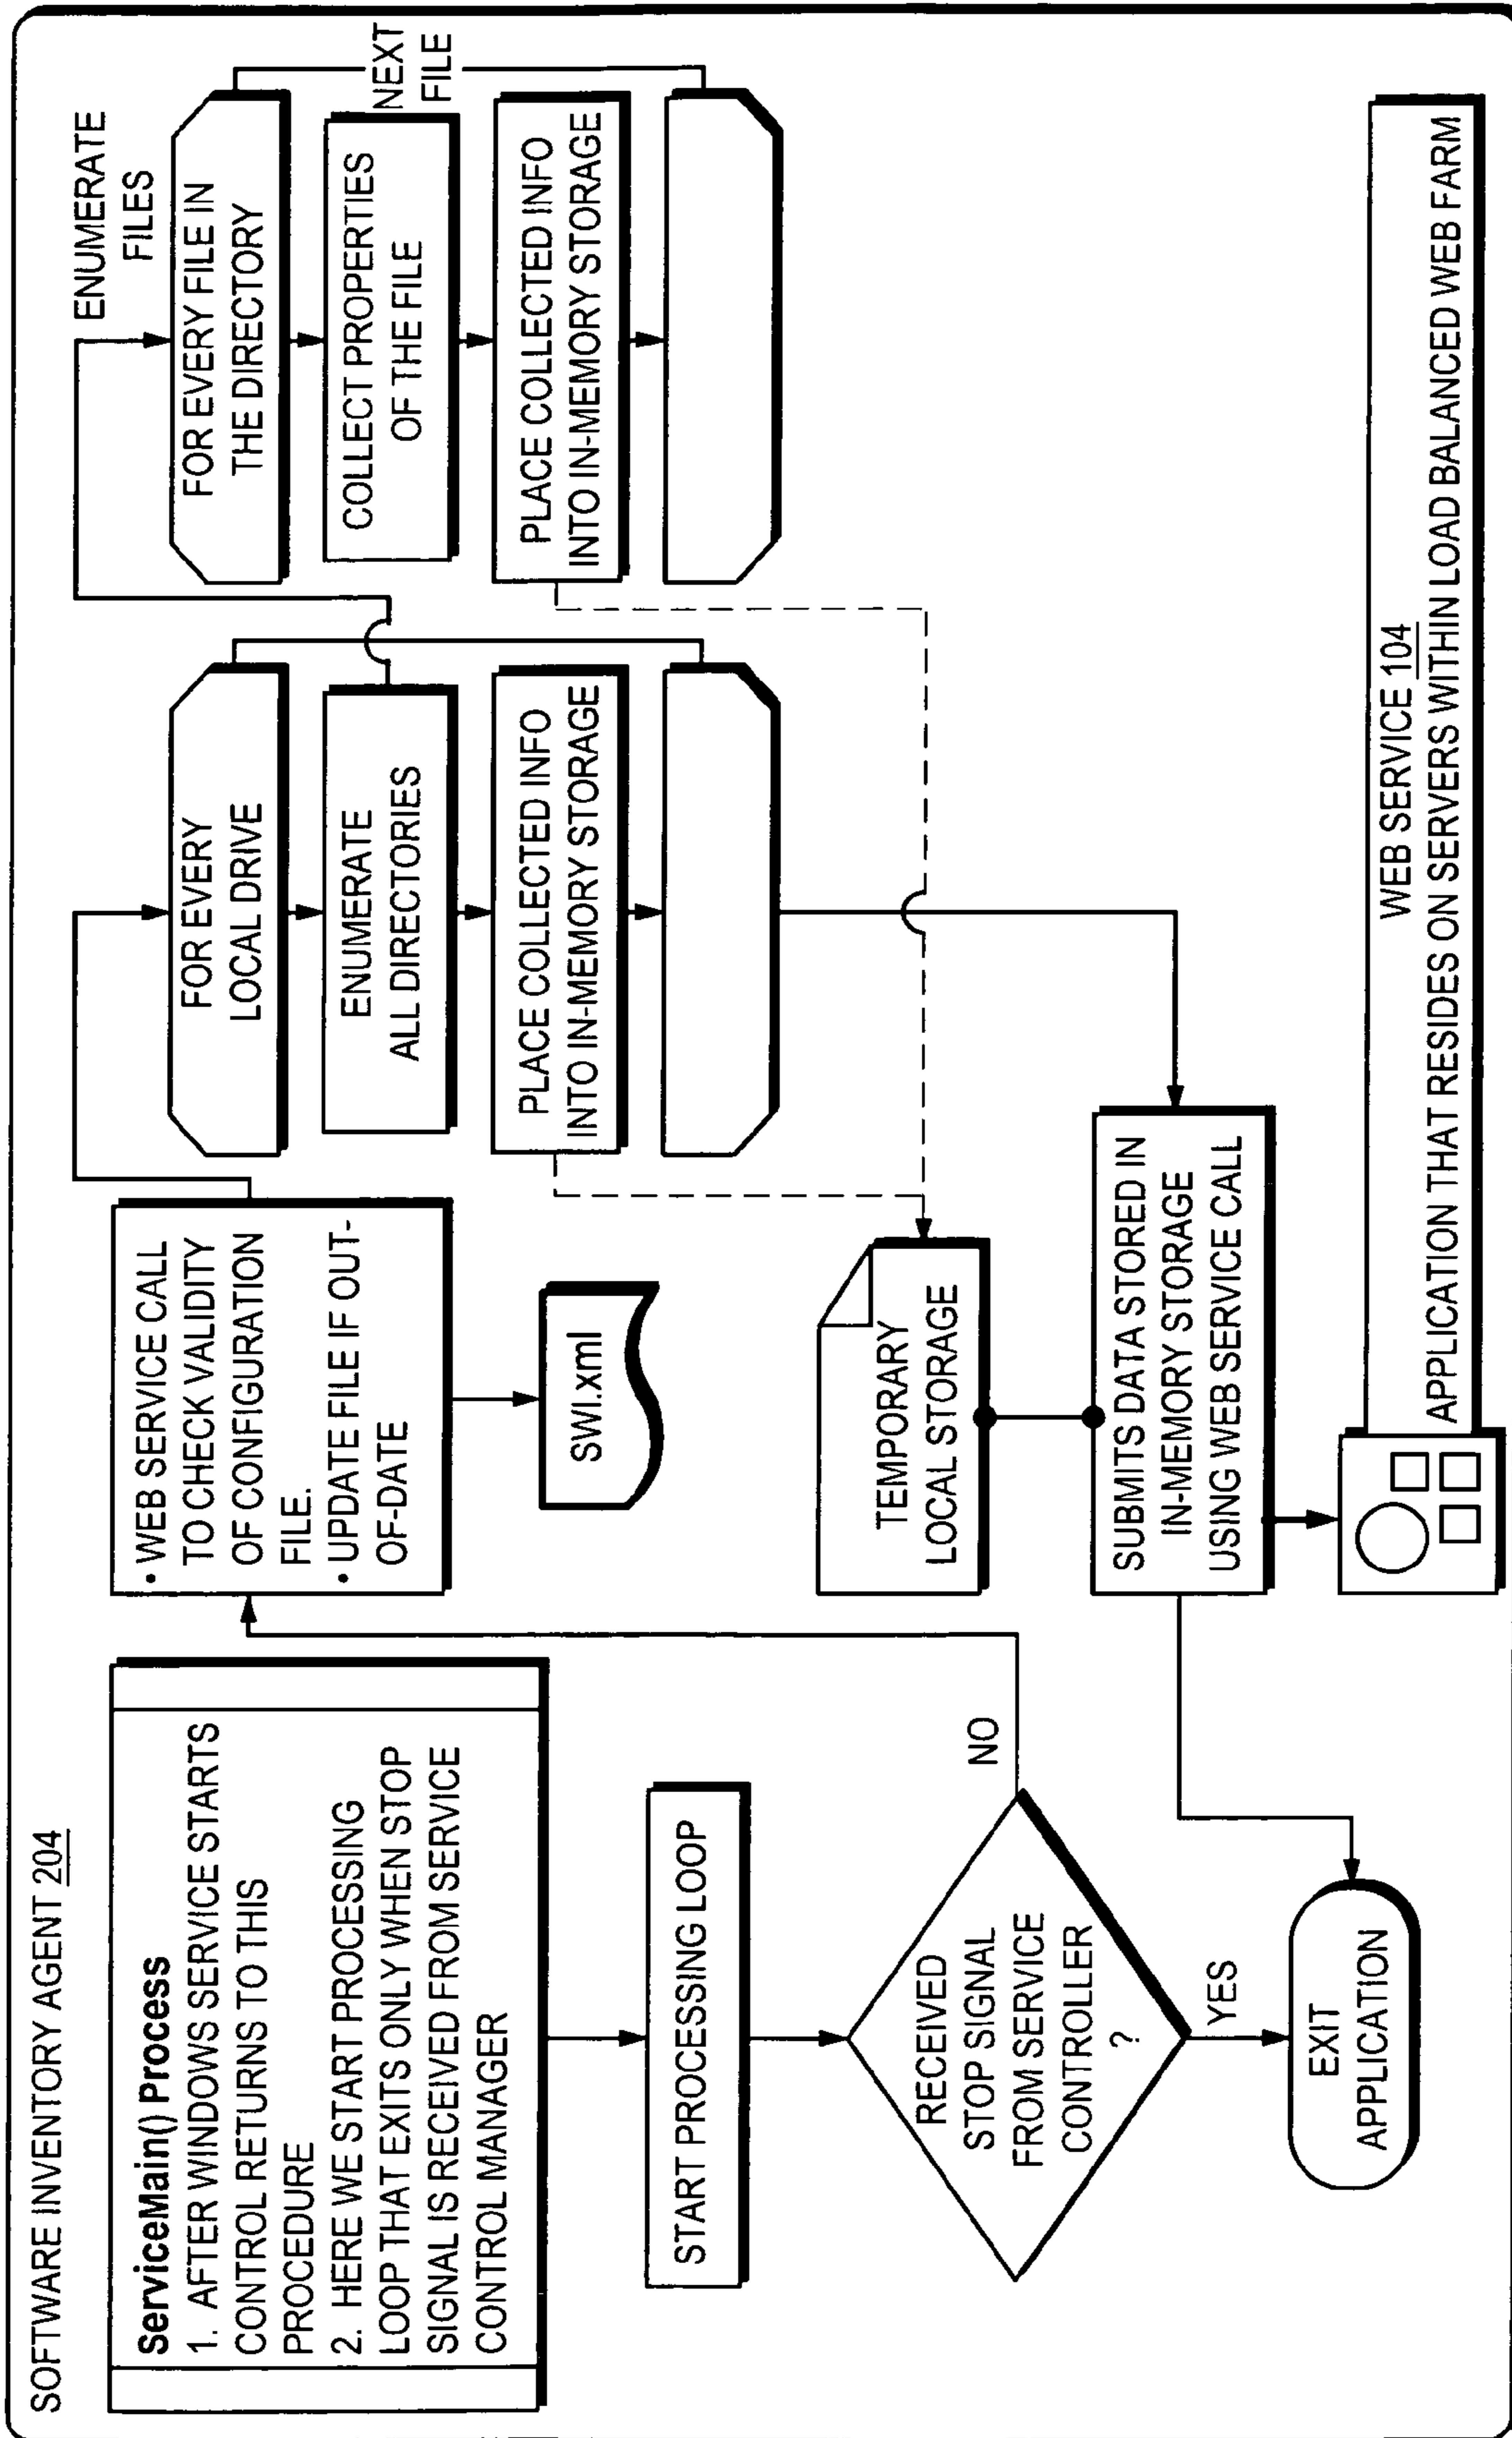 SOFTWARE INVENTORY AGENT 204
ServiceMain() Process
1. AFTER WINDOWS SERVICE STARTS
CONTROL RETURNS TO THIS
PROCEDURE
2. HERE WE START PROCESSING
LOOP THAT EXITS ONLY WHEN STOP
SIGNAL IS RECEIVED FROM SERVICE
CONTROL MANAGER
START PROCESSING LOOP
RECEIVED
STOP SIGNAL
FROM SERVICE
CONTROLLER
?
NO
YES
EXIT
APPLICATION
• WEB SERVICE CALL
TO CHECK VALIDITY
OF CONFIGURATION
FILE.
• UPDATE FILE IF OUT-
OF-DATE
SWI.xml
TEMPORARY
LOCAL STORAGE
SUBMITS DATA STORED IN
IN-MEMORY STORAGE
USING WEB SERVICE CALL
FOR EVERY
LOCAL DRIVE
ENUMERATE
ALL DIRECTORIES
PLACE COLLECTED INFO
INTO IN-MEMORY STORAGE
ENUMERATE
FILES
FOR EVERY FILE IN
THE DIRECTORY
COLLECT PROPERTIES
OF THE FILE
NEXT
FILE
PLACE COLLECTED INFO
INTO IN-MEMORY STORAGE
WEB SERVICE 104
APPLICATION THAT RESIDES ON SERVERS WITHIN LOAD BALANCED WEB FARM